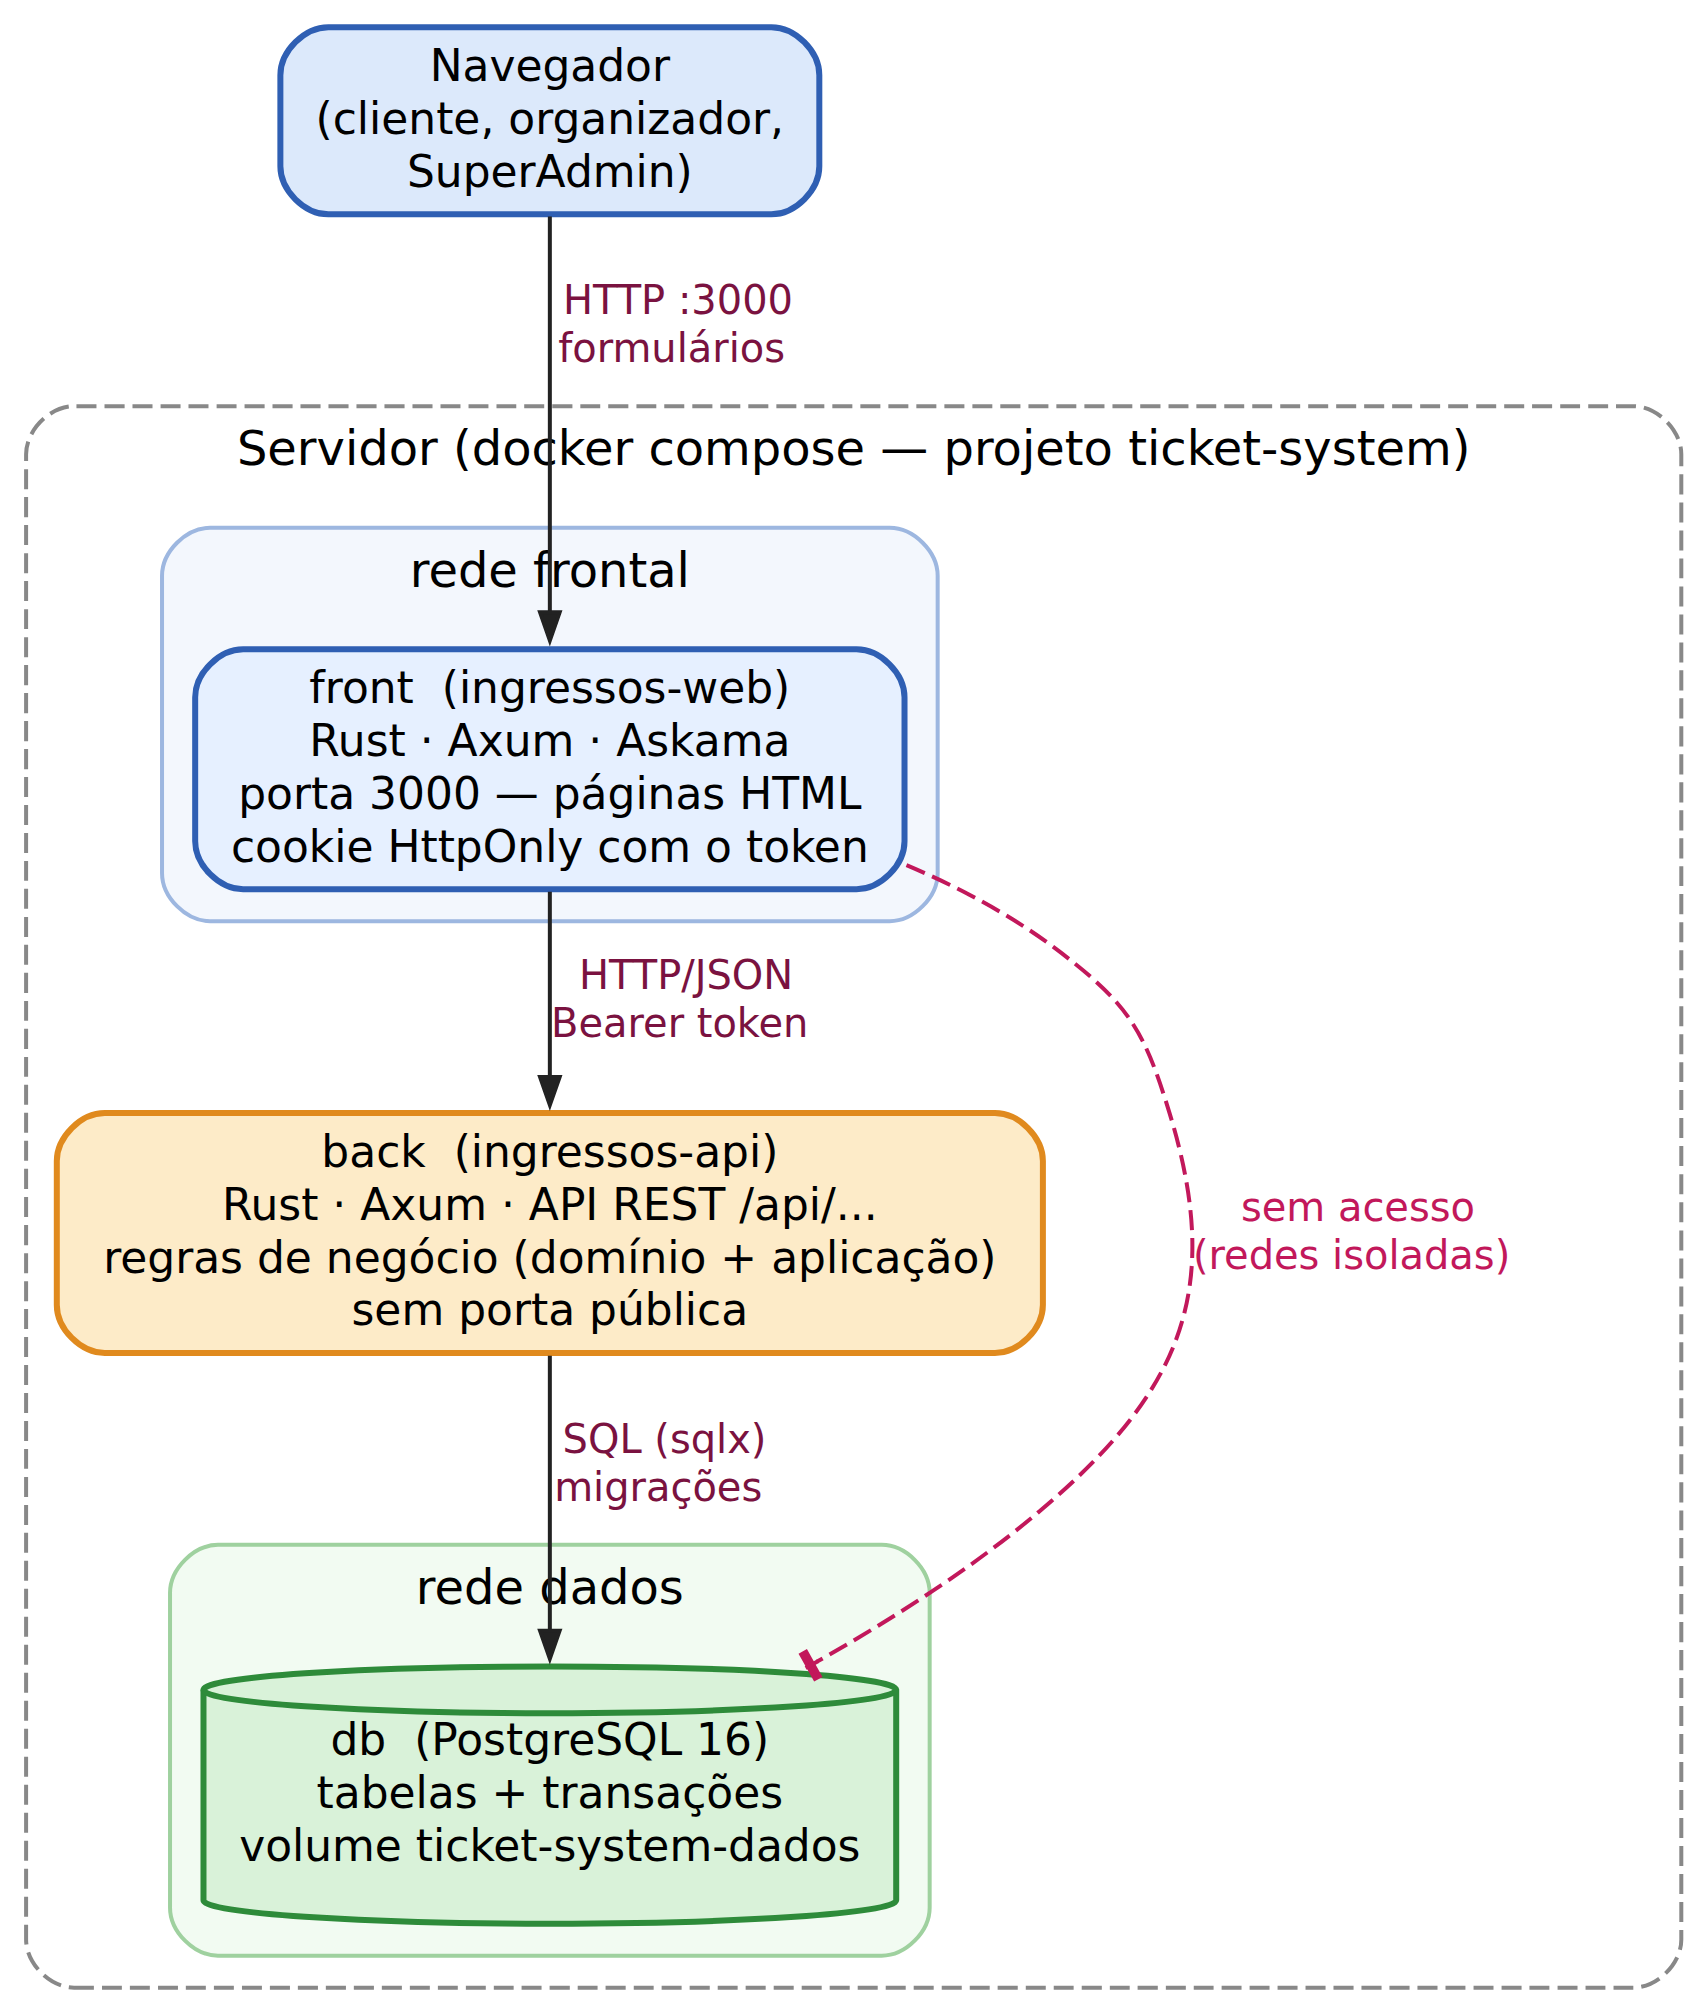 Navegador
(cliente, organizador,
SuperAdmin)
HTTP :3000
formulários
Servidor (docker compose — projeto ticket-system)
rede frontal
front  (ingressos-web)
Rust · Axum · Askama
porta 3000 — páginas HTML
cookie HttpOnly com o token
HTTP/JSON
Bearer token
back  (ingressos-api)
Rust · Axum · API REST /api/...
regras de negócio (domínio + aplicação)
sem porta pública
sem acesso
(redes isoladas)
SQL (sqlx)
migrações
rede dados
db  (PostgreSQL 16)
tabelas + transações
volume ticket-system-dados